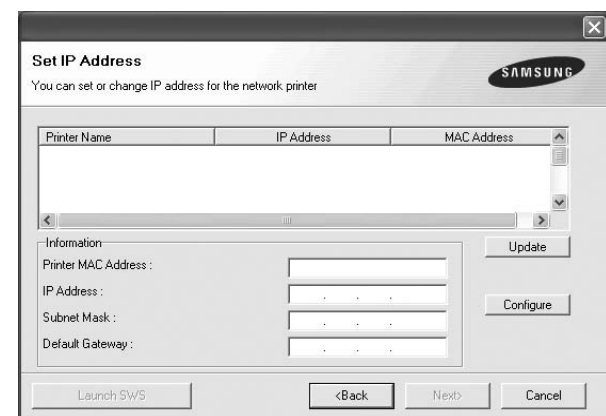 Set IP Address
You can set or change IP address for the network printer
SAMSUNG
Printer Name IP Address MAC Address
Information
Update
Printer MAC Address :
IP Address :
Configure
Subnet Mask :
Default Gateway :
Launch SWS <Back Next> Cancel